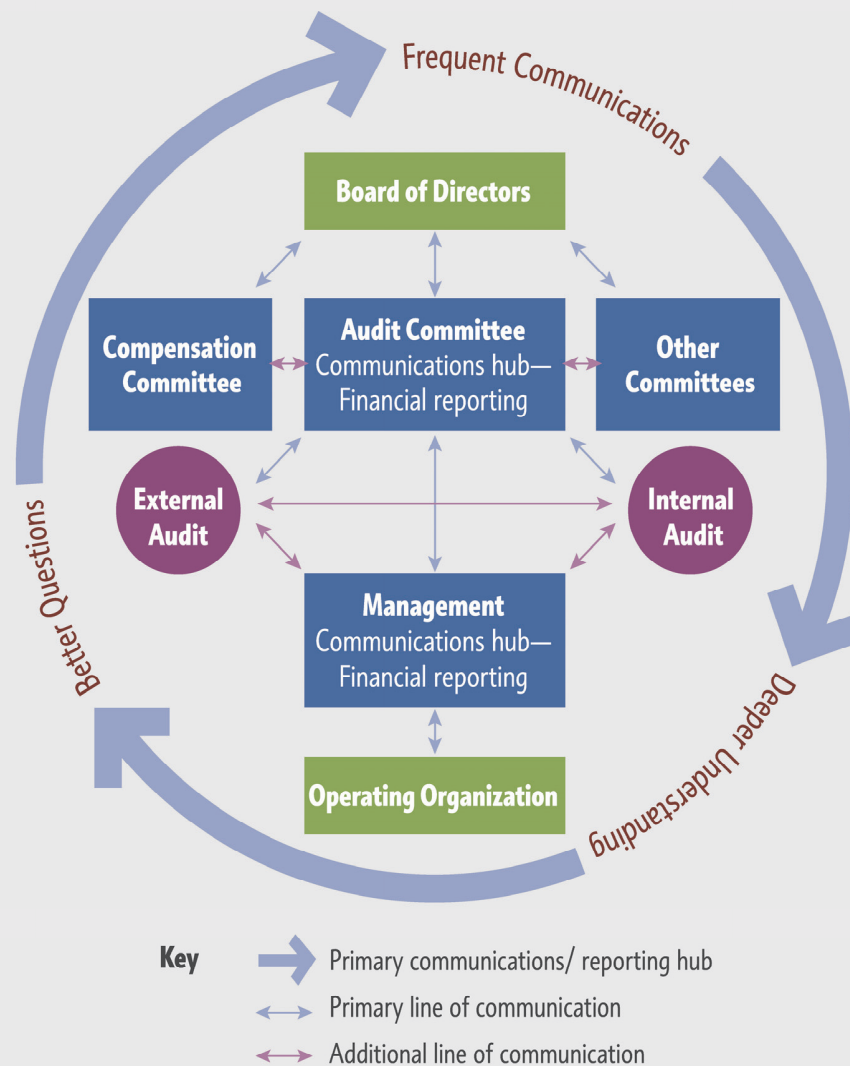 Frequent Communications
Board of Directors
Compensation
Committee
Audit Committee
Communications hub—
Financial reporting
Other
Committees
External
Audit
Internal
Audit
Better Questions
Management
Communications hub—
Financial reporting
Deeper Understanding
Operating Organization
Key
Primary communications/ reporting hub
Primary line of communication
Additional line of communication